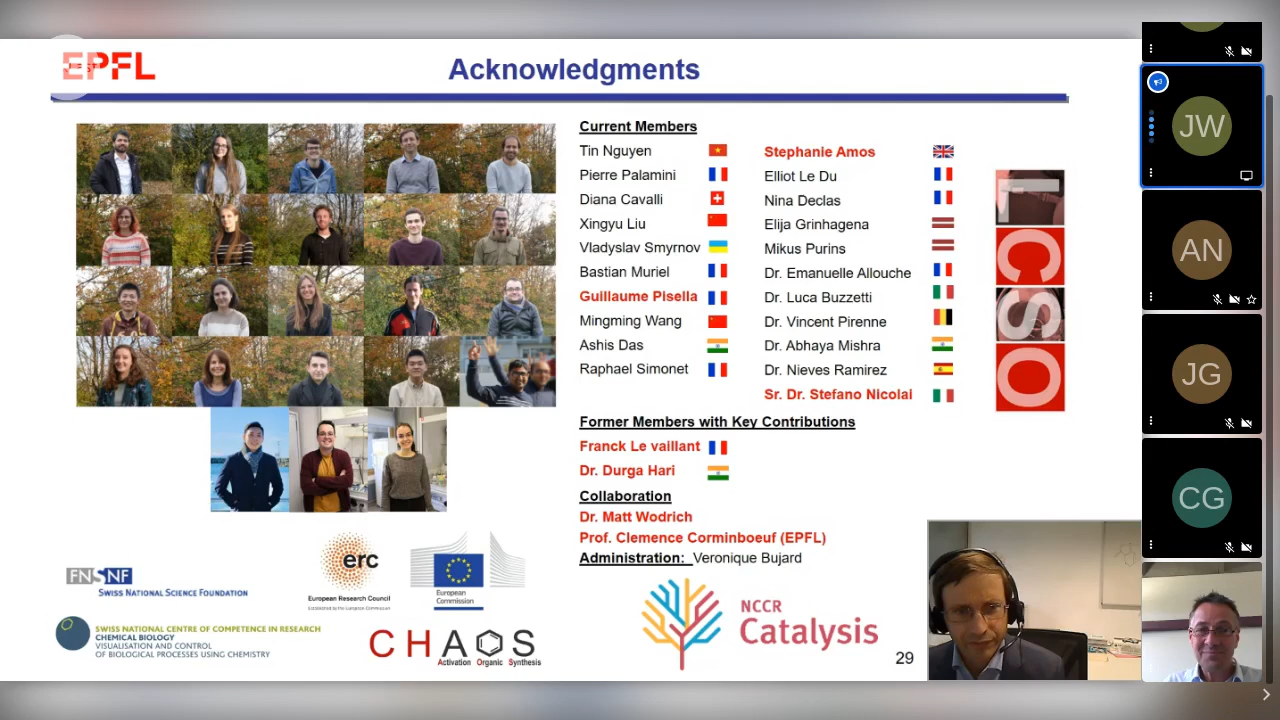 EPFL
Acknowledgments
Current Members
Tin Nguyen
Pierre Palamini
Diana Cavalli
Xingyu Liu
Vladyslav Smyrnov
Bastian Muriel
Guillaume Pisella
Mingming Wang
Ashis Das
Raphael Simonet
Stephanie Amos
Elliot Le Du
Nina Declas
Elija Grinhagena
Mikus Purins
Dr. Emanuelle Allouche
Dr. Luca Buzzetti
Dr. Vincent Pirenne
Dr. Abhaya Mishra
Dr. Nieves Ramirez
Sr. Dr. Stefano Nicolai
LCSO
Former Members with Key Contributions
Franck Le vaillant
Dr. Durga Hari
Collaboration
Dr. Matt Wodrich
Prof. Clemence Corminboeuf (EPFL)
Administration: Veronique Bujard
FNSNF
SWISS NATIONAL SCIENCE FOUNDATION
erc
European Research Council
Established by the European Commission
European
Commission
SWISS NATIONAL CENTRE OF COMPETENCE IN RESEARCH
CHEMICAL BIOLOGY
VISUALISATION AND CONTROL
OF BIOLOGICAL PROCESSES USING CHEMISTRY
CHAOS
Activation Organic Synthesis
NCCR
Catalysis
29
JW
AN
JG
CG